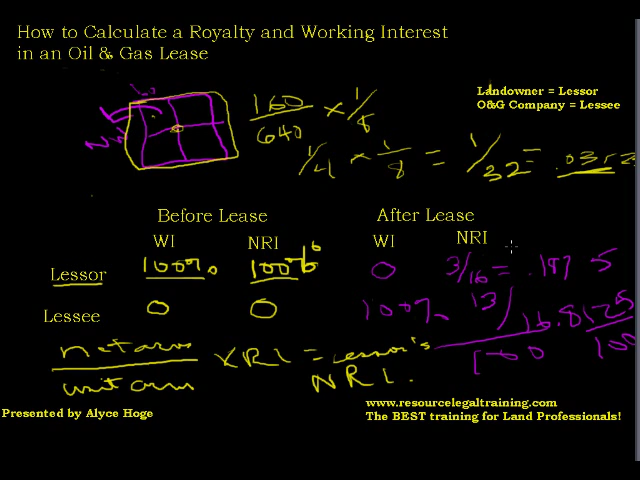 How to Calculate a Royalty and Working Interest
in an Oil & Gas Lease
Landowner = Lessor
O&G Company = Lessee
160/640 × 1/8
1/4 × 1/8 = 1/32 =
Before Lease After Lease
WI NRI WI NRI
Lessor 100% 100% 0 3/16 = .1875
Lessee 0 0 100% 13/16 .8125
100
net acres / unit acres × RI = Lessor's
NRI.
Presented by Alyce Hoge
www.resourcelegaltraining.com
The BEST training for Land Professionals!